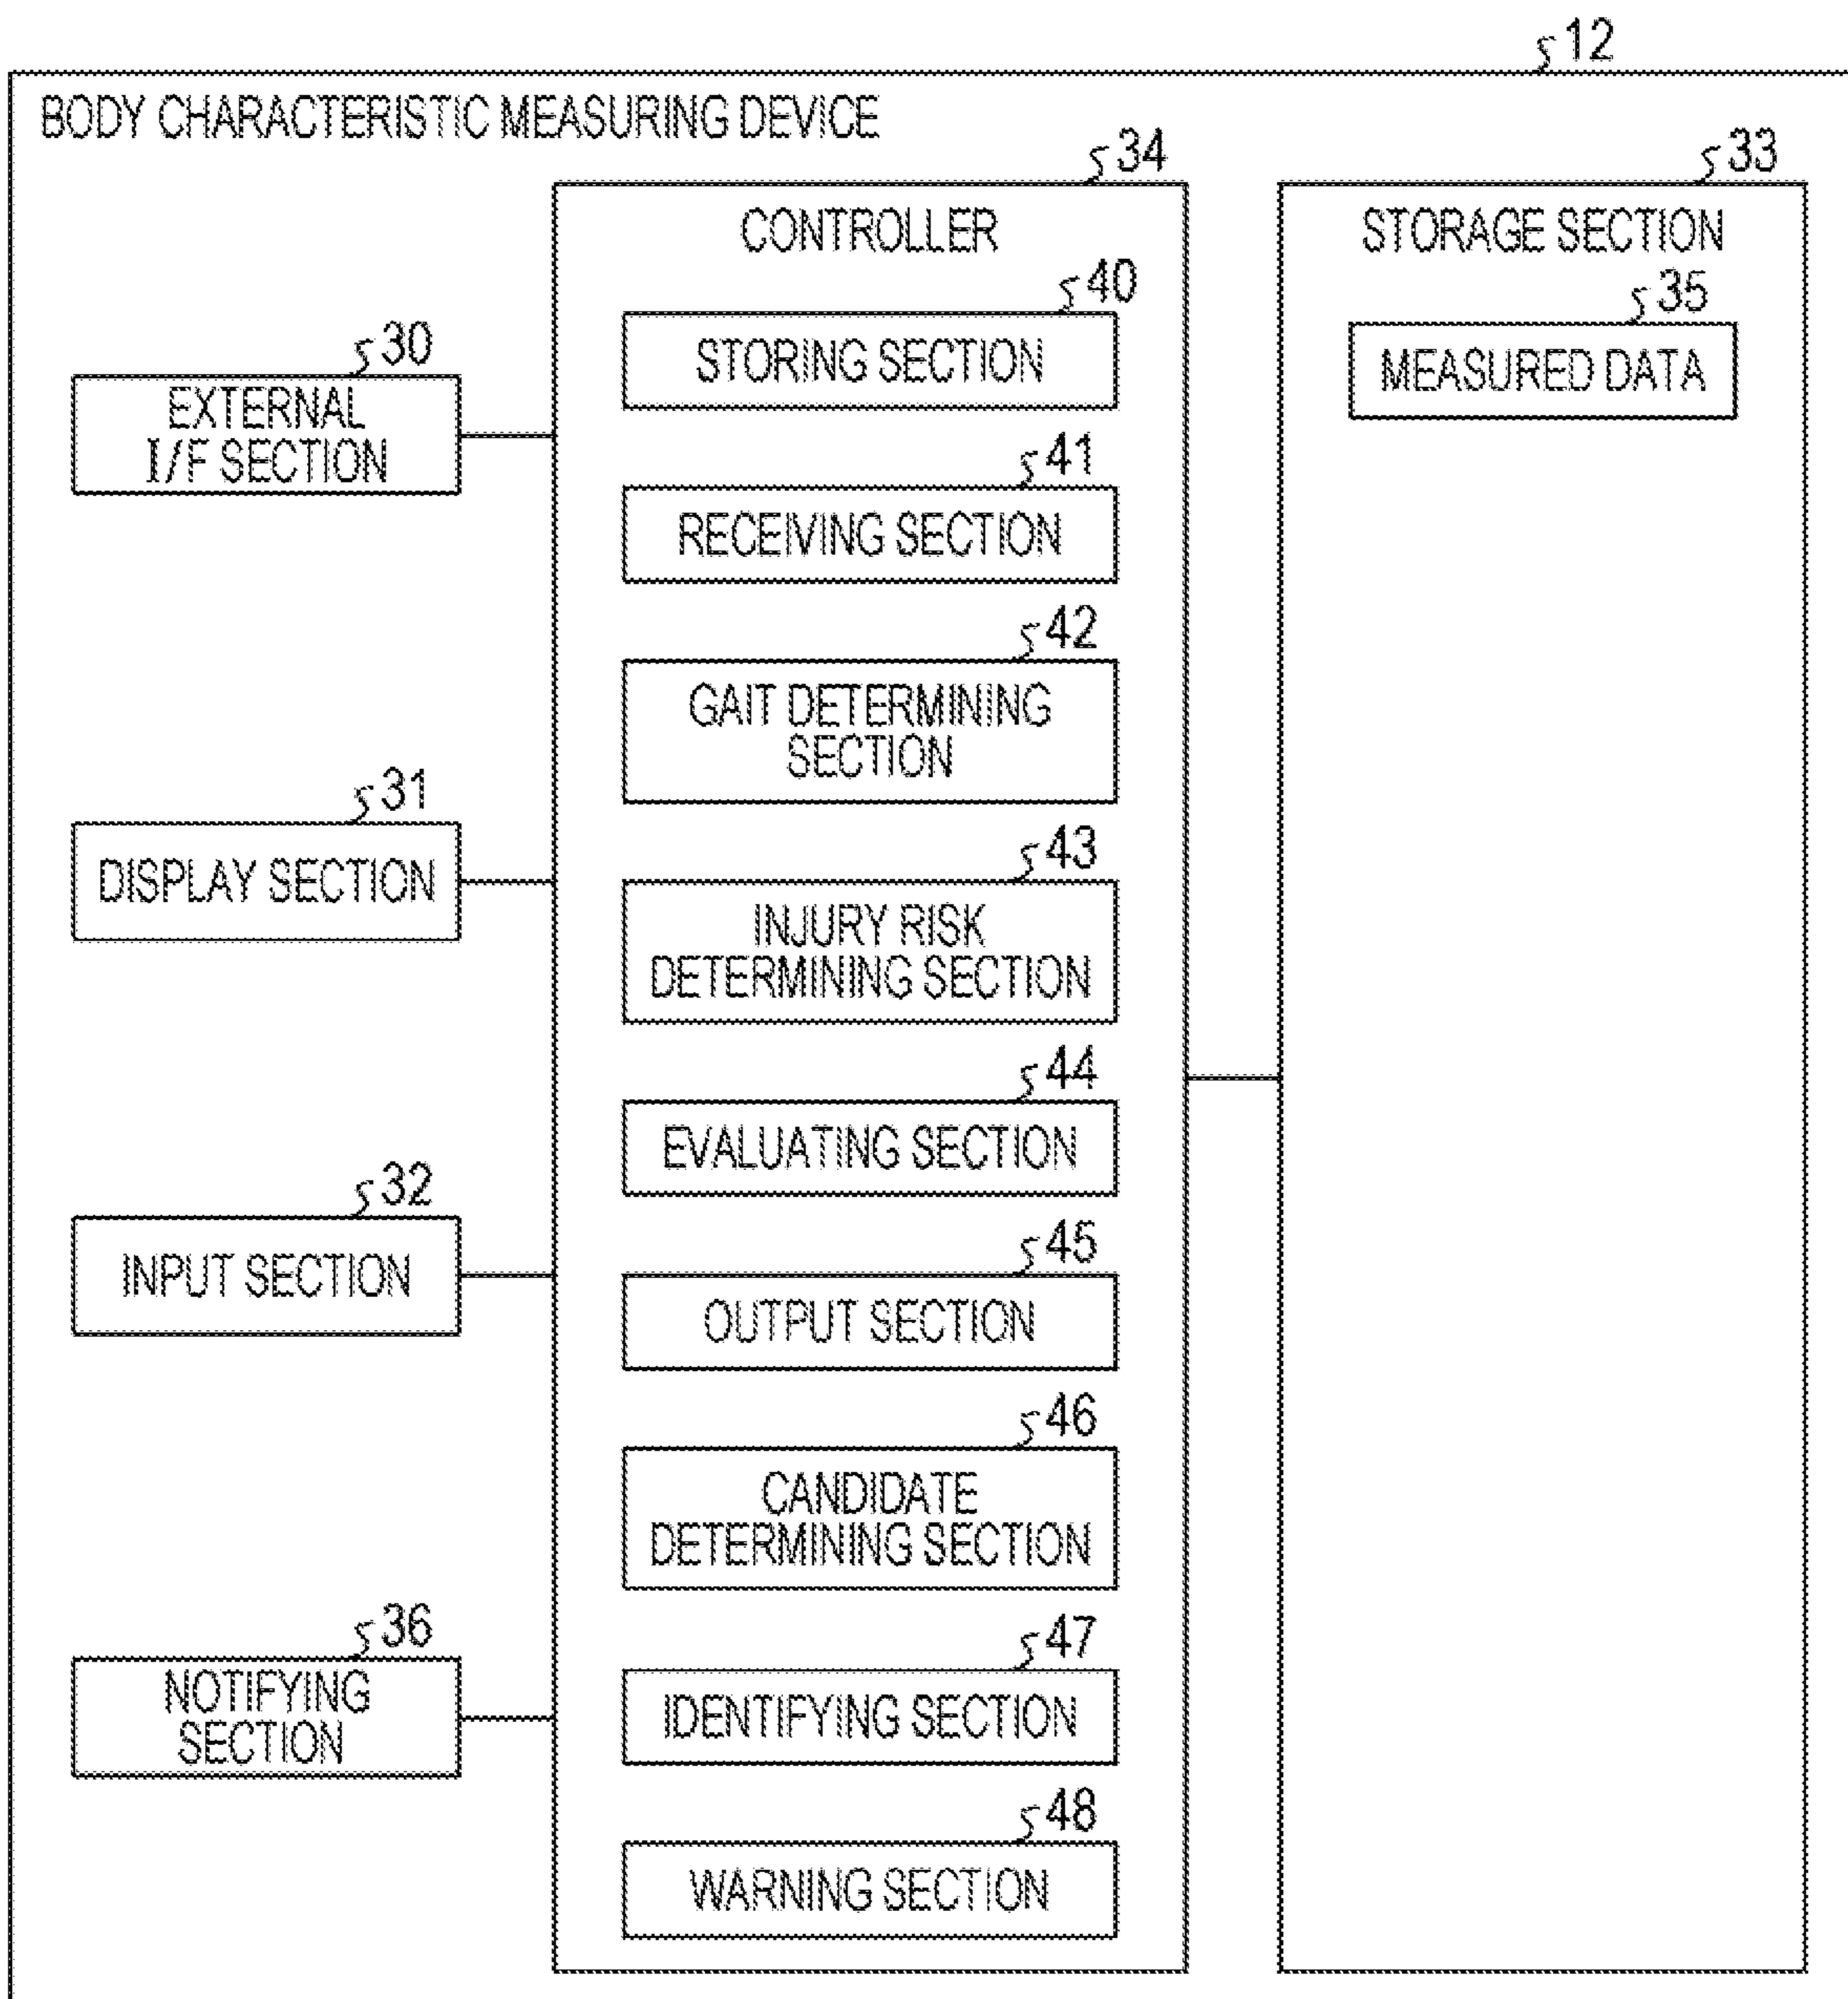 12
BODY CHARACTERISTIC MEASURING DEVICE
30
EXTERNAL
I/F SECTION
31
DISPLAY SECTION
32
INPUT SECTION
36
NOTIFYING
SECTION
34
CONTROLLER
40
STORING SECTION
41
RECEIVING SECTION
42
GAIT DETERMINING
SECTION
43
INJURY RISK
DETERMINING SECTION
44
EVALUATING SECTION
45
OUTPUT SECTION
46
CANDIDATE
DETERMINING SECTION
47
IDENTIFYING SECTION
48
WARNING SECTION
33
STORAGE SECTION
35
MEASURED DATA